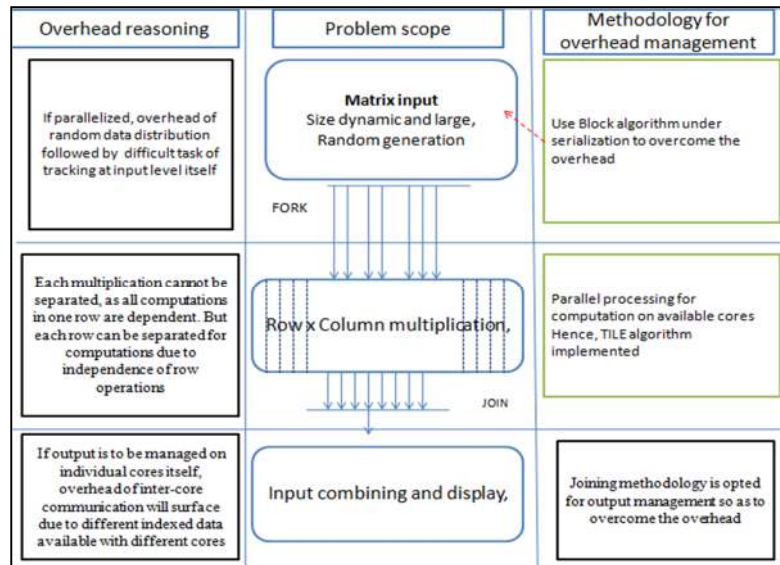 Overhead reasoning
Problem scope
Methodology for
overhead management
If parallelized, overhead of
random data distribution
followed by difficult task of
tracking at input level itself
Matrix input
Size dynamic and large,
Random generation
Use Block algorithm under
serialization to overcome the
overhead
FORK
Each multiplication cannot be
separated, as all computations
in one row are dependent. But
each row can be separated for
computations due to
independence of row
operations
Row x Column multiplication,
Parallel processing for
computation on available cores
Hence, TILE algorithm
implemented
JOIN
If output is to be managed on
individual cores itself,
overhead of inter-core
communication will surface
due to different indexed data
available with different cores
Input combining and display,
Joining methodology is opted
for output management so as to
overcome the overhead